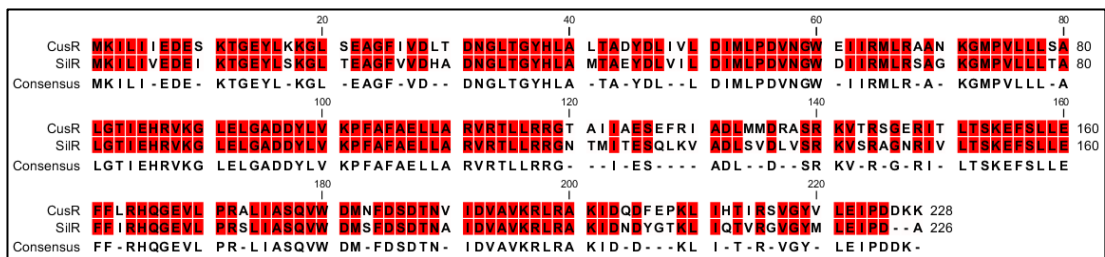 20 40 60 80
CusR MKILIIEDES KTGEYLKKGL SEAGFIVDLT DNGLTGYHLA LTADYDLIVL DIMLPDVNGW EIIRMLRAAN KGMPVLLLSA 80
SilR MKILIVEDEI KTGEYLSKGL TEAGFVVDHA DNGLTGYHLA MTAEYDLVIL DIMLPDVNGW DIIRMLRSAG KGMPVLLLTA 80
Consensus MKILI-EDE- KTGEYL-KGL -EAGF-VD-- DNGLTGYHLA -TA-YDL--L DIMLPDVNGW -IIRMLR-A- KGMPVLLL-A
100 120 140 160
CusR LGTIEHRVKG LELGADDYLV KPFAFAELLA RVRTLLRRGT AIIAESEFRI ADLMMDRASR KVTRSGERIT LTSKEFSLLE 160
SilR LGTIEHRVKG LELGADDYLV KPFAFAELLA RVRTLLRRGN TMITESQLKV ADLSVDLVSR KVSRAGNRIV LTSKEFSLLE 160
Consensus LGTIEHRVKG LELGADDYLV KPFAFAELLA RVRTLLRRG- --I-ES---- ADL--D--SR KV-R-G-RI- LTSKEFSLLE
180 200 220
CusR FFLRHQGEVL PRALIASQVW DMNFDSDTNV IDVAVKRLRA KIDQDFEPKL IHTIRSVGYV LEIPDDKK 228
SilR FFIRHQGEVL PRSLIASQVW DMSFDSDTNA IDVAVKRLRA KIDNDYGTKL IQTVRGVGYM LEIPD--A 226
Consensus FF-RHQGEVL PR-LIASQVW DM-FDSDTN- IDVAVKRLRA KID-D---KL I-T-R-VGY- LEIPDDK-